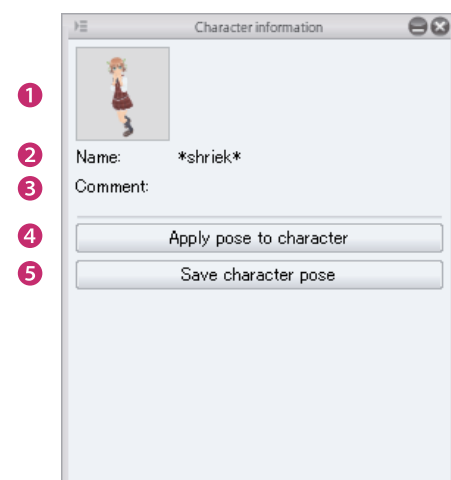 Character information
1
2 Name: *shriek*
3 Comment:
4 Apply pose to character
5 Save character pose